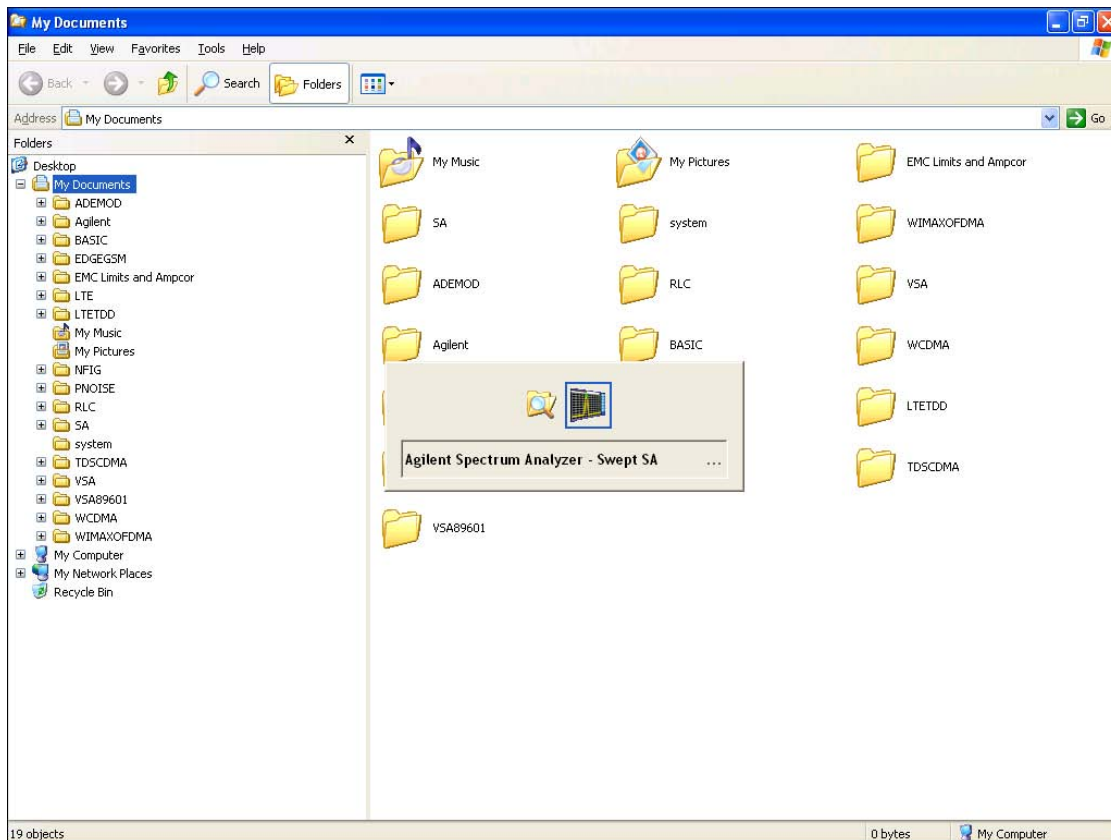 My Documents
File Edit View Favorites Tools Help
Back Search Folders
Address My Documents Go
Folders
Desktop
My Documents
ADEMOD
Agilent
BASIC
EDGEGSM
EMC Limits and Ampcor
LTE
LTETDD
My Music
My Pictures
NFIG
PNOISE
RLC
SA
system
TDSCDMA
VSA
VSA89601
WCDMA
WIMAXOFDMA
My Computer
My Network Places
Recycle Bin
My Music My Pictures EMC Limits and Ampcor
SA system WIMAXOFDMA
ADEMOD RLC VSA
Agilent BASIC WCDMA
LTETDD
TDSCDMA
VSA89601
Agilent Spectrum Analyzer - Swept SA ...
19 objects 0 bytes My Computer